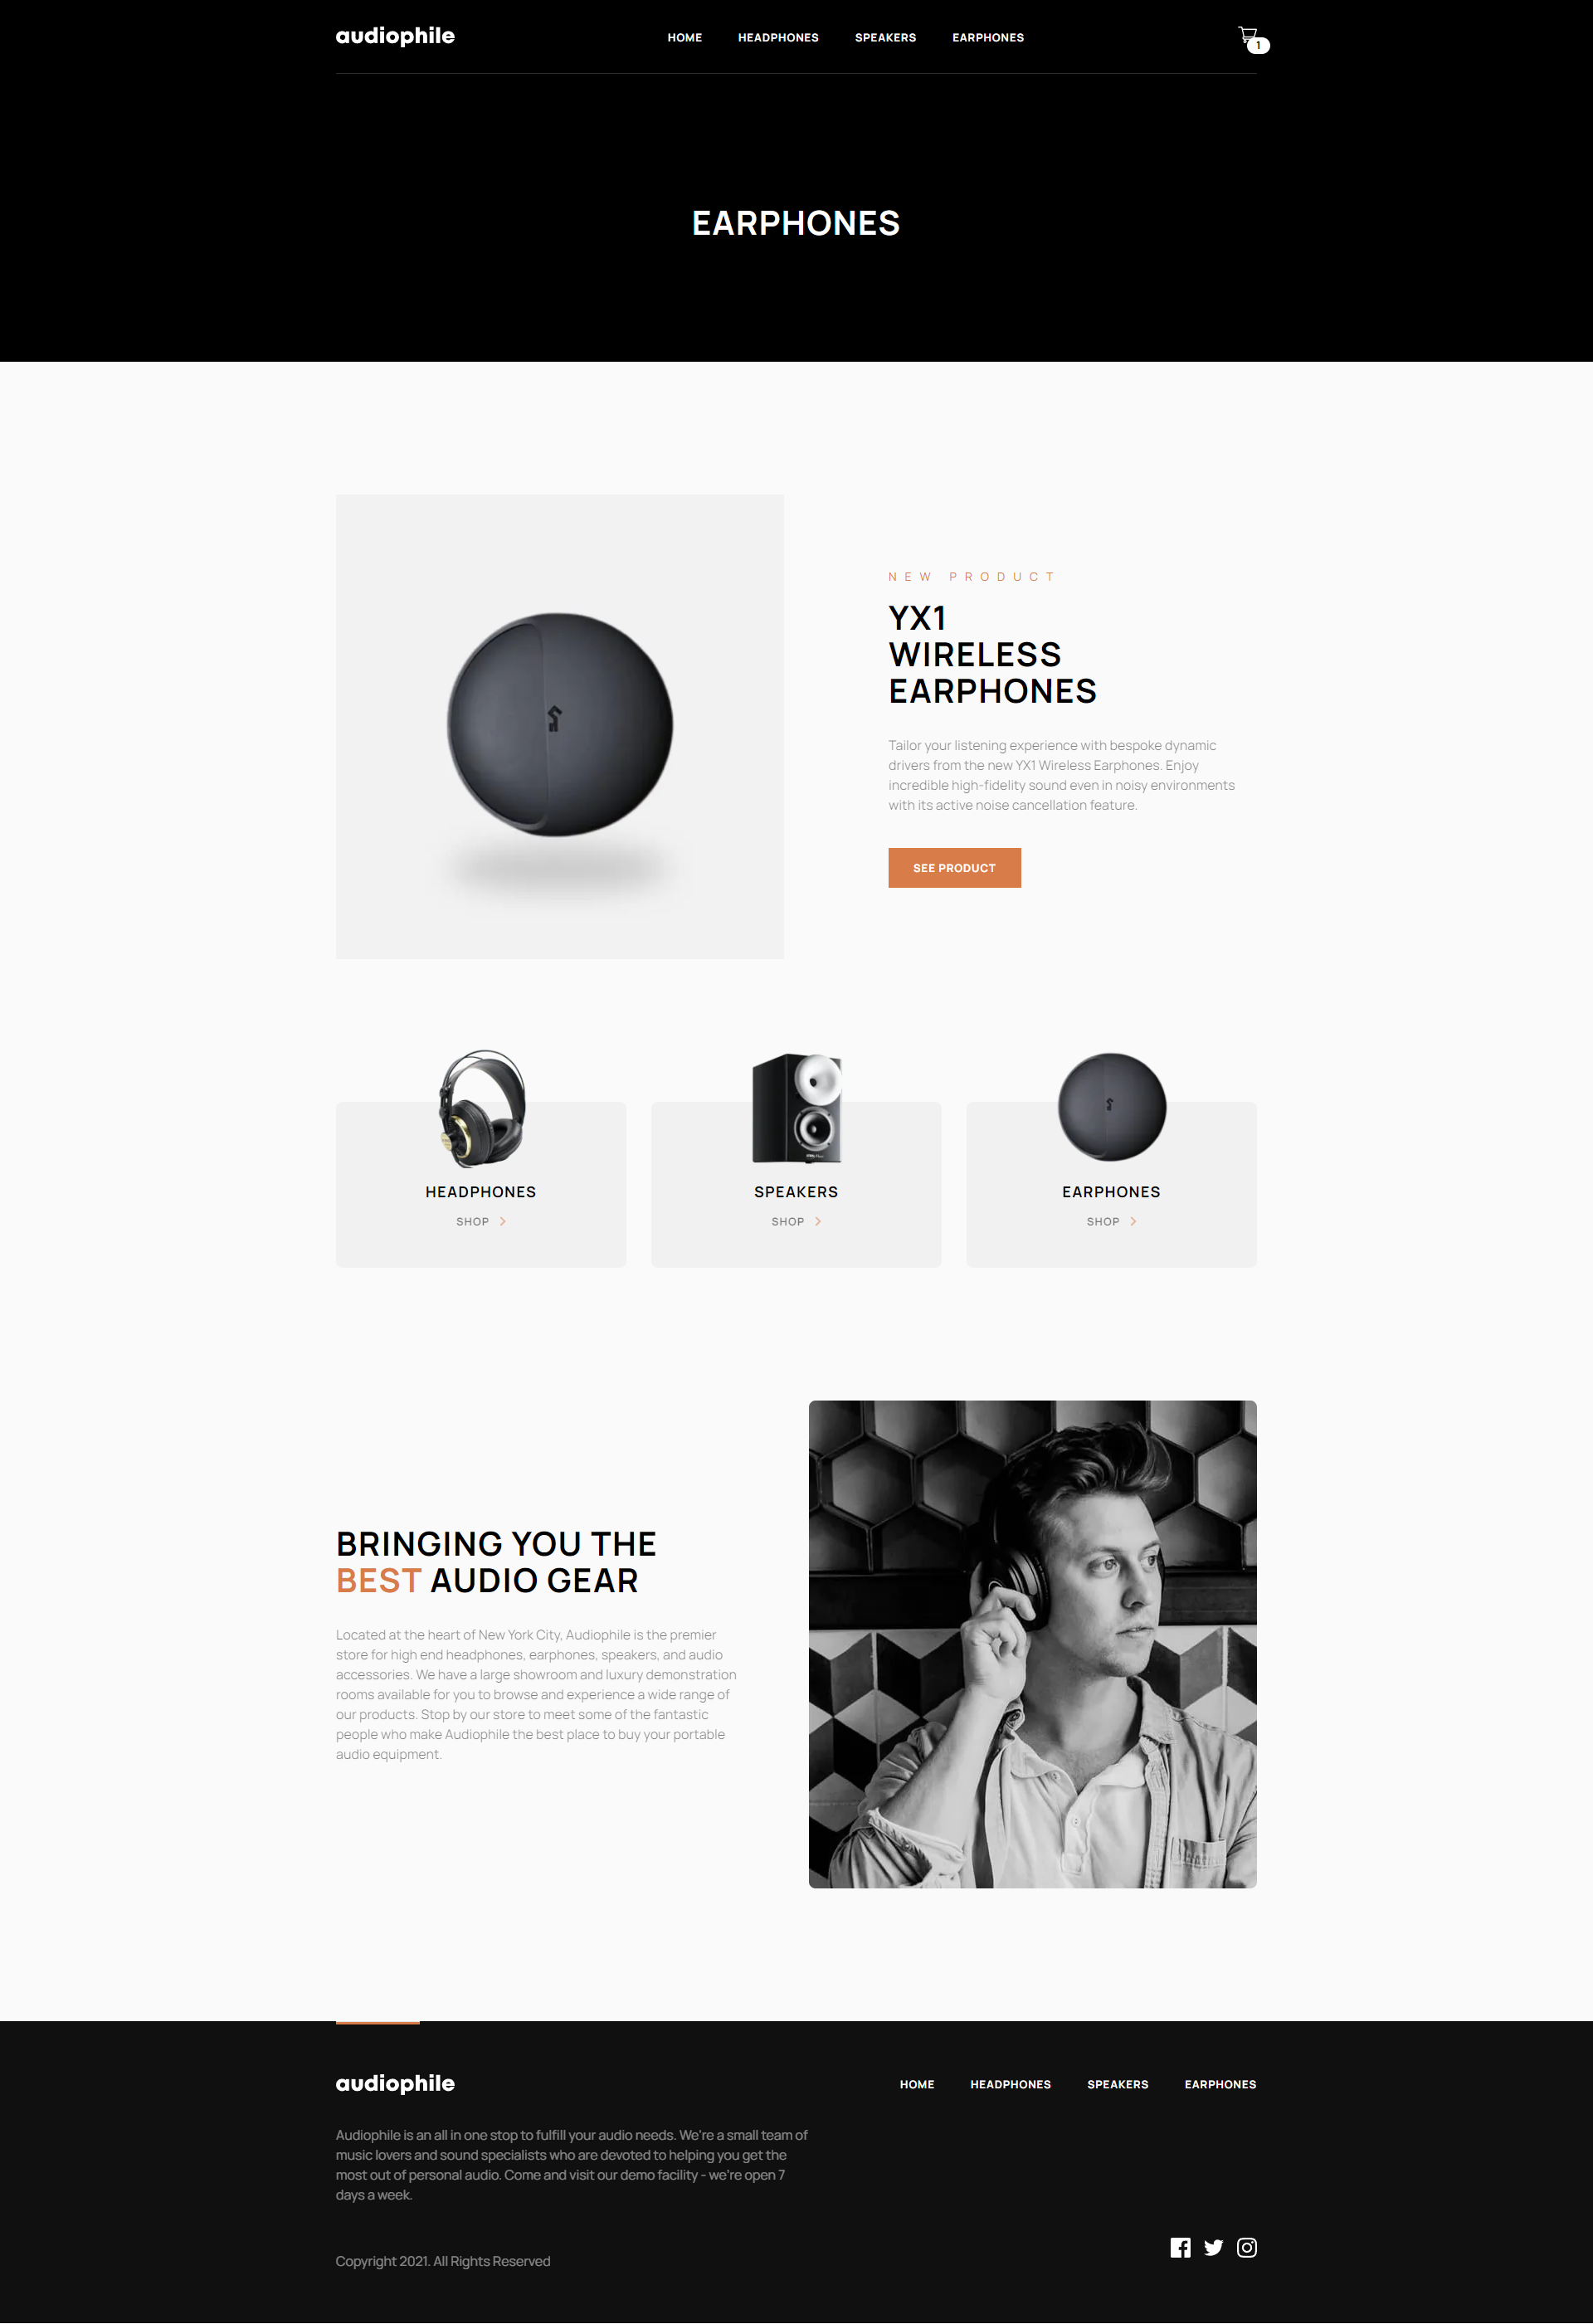 audiophile
HOME
HEADPHONES
SPEAKERS
EARPHONES
1
EARPHONES
NEW PRODUCT
YX1
WIRELESS
EARPHONES
Tailor your listening experience with bespoke dynamic
drivers from the new YX1 Wireless Earphones. Enjoy
incredible high-fidelity sound even in noisy environments
with its active noise cancellation feature.
SEE PRODUCT
HEADPHONES
SHOP
SPEAKERS
SHOP
EARPHONES
SHOP
BRINGING YOU THE
BEST AUDIO GEAR
Located at the heart of New York City, Audiophile is the premier
store for high end headphones, earphones, speakers, and audio
accessories. We have a large showroom and luxury demonstration
rooms available for you to browse and experience a wide range of
our products. Stop by our store to meet some of the fantastic
people who make Audiophile the best place to buy your portable
audio equipment.
audiophile
HOME
HEADPHONES
SPEAKERS
EARPHONES
Audiophile is an all in one stop to fulfill your audio needs. We're a small team of
music lovers and sound specialists who are devoted to helping you get the
most out of personal audio. Come and visit our demo facility - we're open 7
days a week.
Copyright 2021. All Rights Reserved